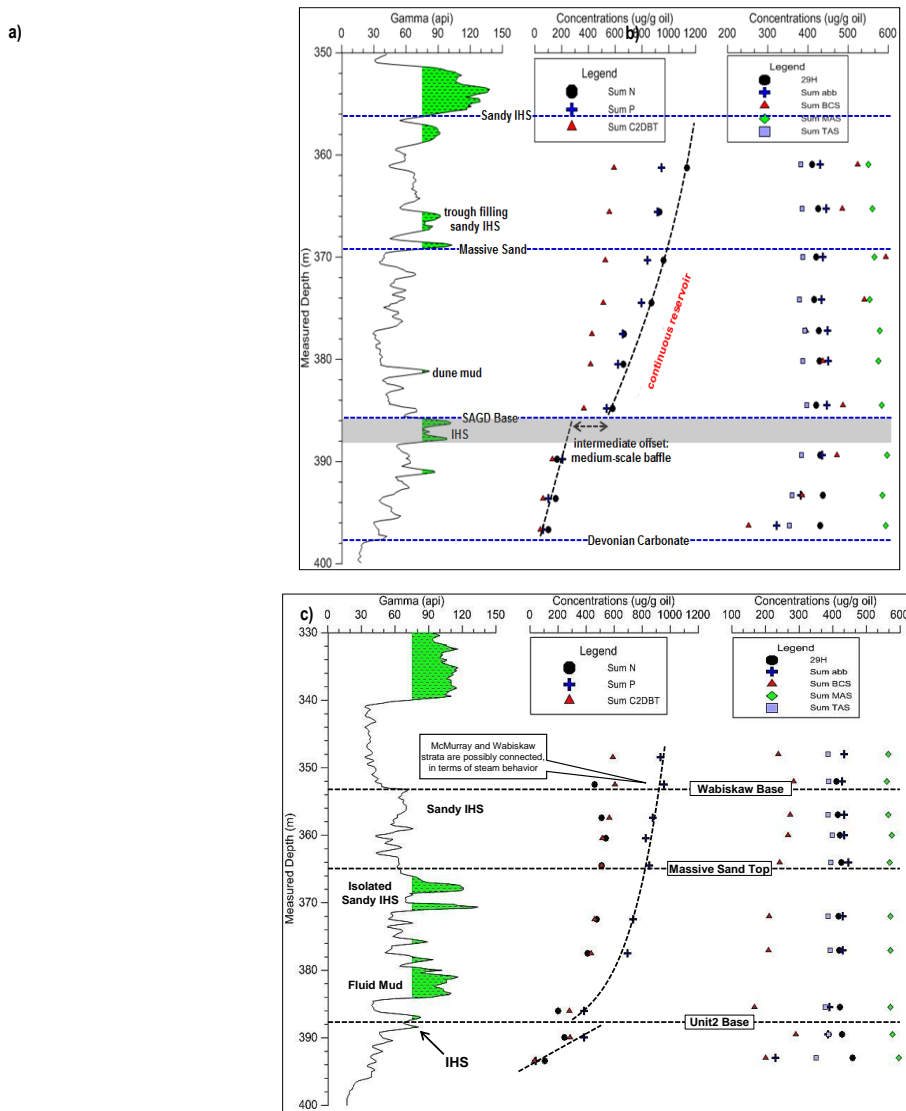 a)
Gamma (api)
Concentrations (ug/g oil)
b)
Concentrations (ug/g oil)
0 30 60 90 120 150
0 300 600 900 1200
200 300 400 500 600
Legend
Sum N
Sum P
Sum C2DBT
Legend
29H
Sum abb
Sum BCS
Sum MAS
Sum TAS
Measured Depth (m)
350
360
370
380
390
400
Sandy IHS
trough filling
sandy IHS
Massive Sand
continuous reservoir
dune mud
SAGD Base
IHS
intermediate offset:
medium-scale baffle
Devonian Carbonate
c)
Gamma (api)
Concentrations (ug/g oil)
Concentrations (ug/g oil)
0 30 60 90 120 150
0 200 400 600 800 1000
100 200 300 400 500 600
Legend
Sum N
Sum P
Sum C2DBT
Legend
29H
Sum abb
Sum BCS
Sum MAS
Sum TAS
Measured Depth (m)
330
340
350
360
370
380
390
400
McMurray and Wabiskaw
strata are possibly connected,
in terms of steam behavior
Wabiskaw Base
Sandy IHS
Massive Sand Top
Isolated
Sandy IHS
Fluid Mud
Unit2 Base
IHS